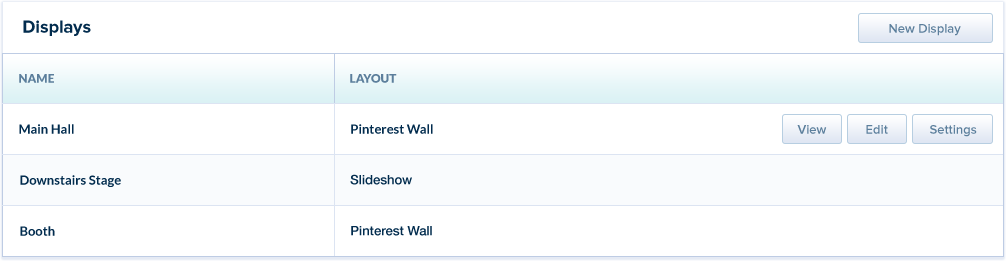 Displays New Display
NAME LAYOUT
Main Hall Pinterest Wall View Edit Settings
Downstairs Stage Slideshow
Booth Pinterest Wall